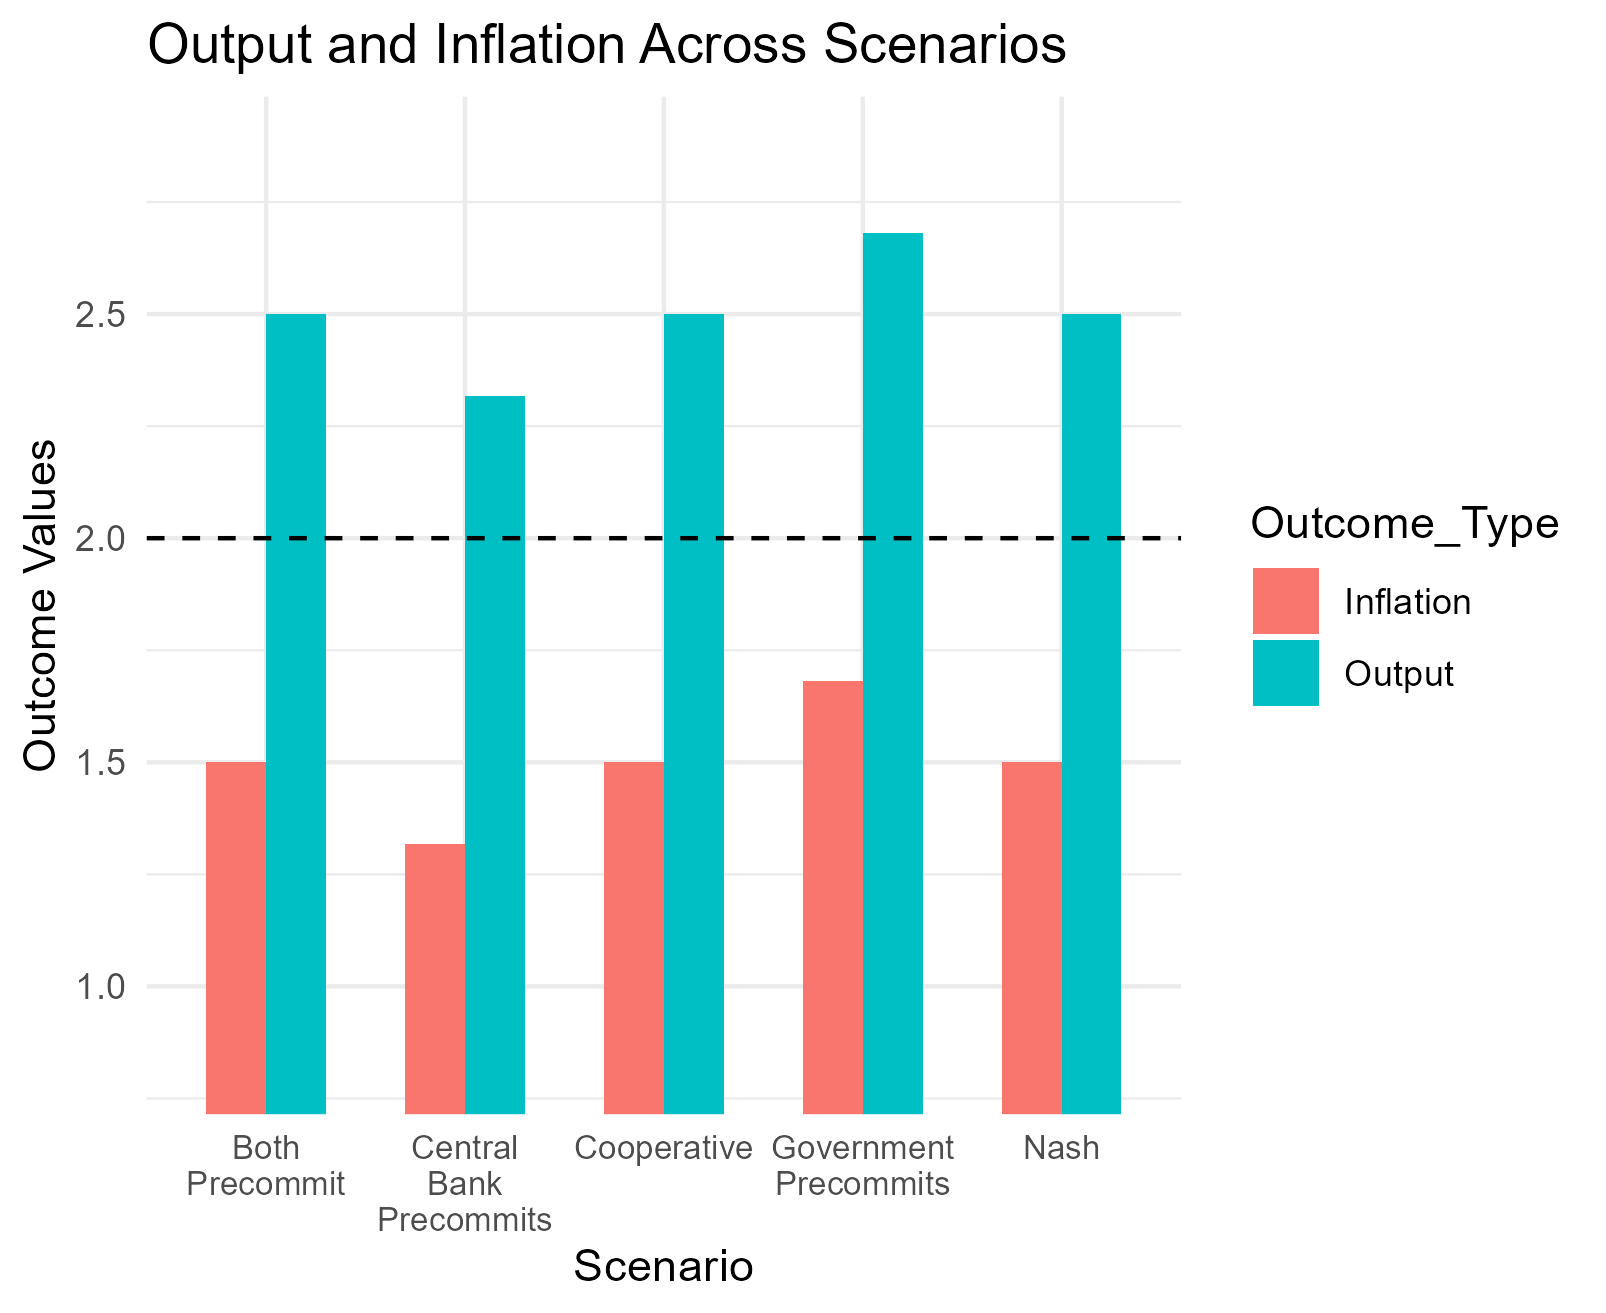 Output and Inflation Across Scenarios
Outcome Values
2.5
2.0
1.5
1.0
Both
Precommit
Central
Bank
Precommits
Cooperative
Government
Precommits
Nash
Scenario
Outcome_Type
Inflation
Output